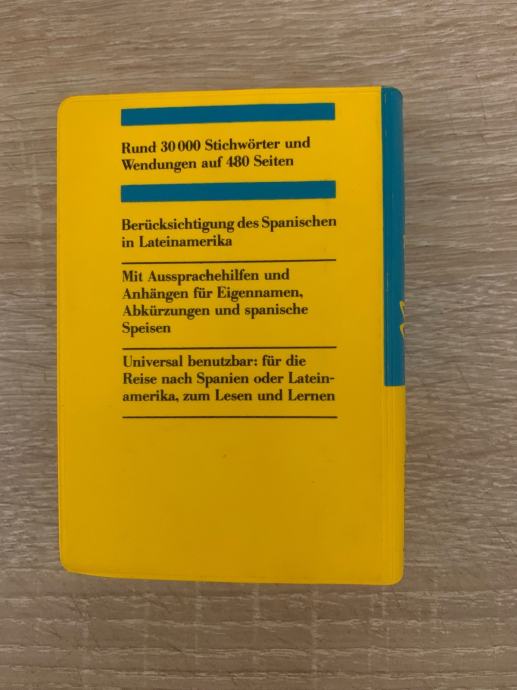 Rund 30 000 Stichwörter und
Wendungen auf 480 Seiten
Berücksichtigung des Spanischen
in Lateinamerika
Mit Aussprachehilfen und
Anhängen für Eigennamen,
Abkürzungen und spanische
Speisen
Universal benutzbar: für die
Reise nach Spanien oder Latein-
amerika, zum Lesen und Lernen